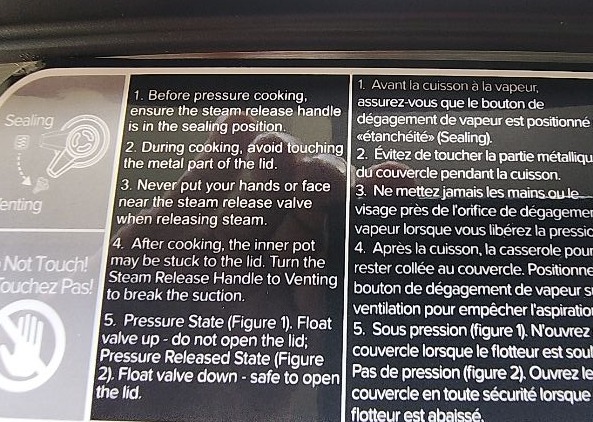 Sealing
enting
Not Touch!
ouchez Pas!
1. Before pressure cooking,
ensure the steam release handle
is in the sealing position.
2. During cooking, avoid touching
the metal part of the lid.
3. Never put your hands or face
near the steam release valve
when releasing steam.
4. After cooking, the inner pot
may be stuck to the lid. Turn the
Steam Release Handle to Venting
to break the suction.
5. Pressure State (Figure 1). Float
valve up - do not open the lid;
Pressure Released State (Figure
2). Float valve down - safe to open
the lid.
1. Avant la cuisson à la vapeur,
assurez-vous que le bouton de
dégagement de vapeur est positionné
«étanchéité» (Sealing).
2. Évitez de toucher la partie métalliqu
du couvercle pendant la cuisson.
3. Ne mettez jamais les mains ou le
visage près de l'orifice de dégagemer
vapeur lorsque vous libérez la pressio
4. Après la cuisson, la casserole pour
rester collée au couvercle. Positionne
bouton de dégagement de vapeur su
ventilation pour empêcher l'aspiratio
5. Sous pression (figure 1). N'ouvrez
couvercle lorsque le flotteur est soul
Pas de pression (figure 2). Ouvrez le
couvercle en toute sécurité lorsque
flotteur est abaissé.